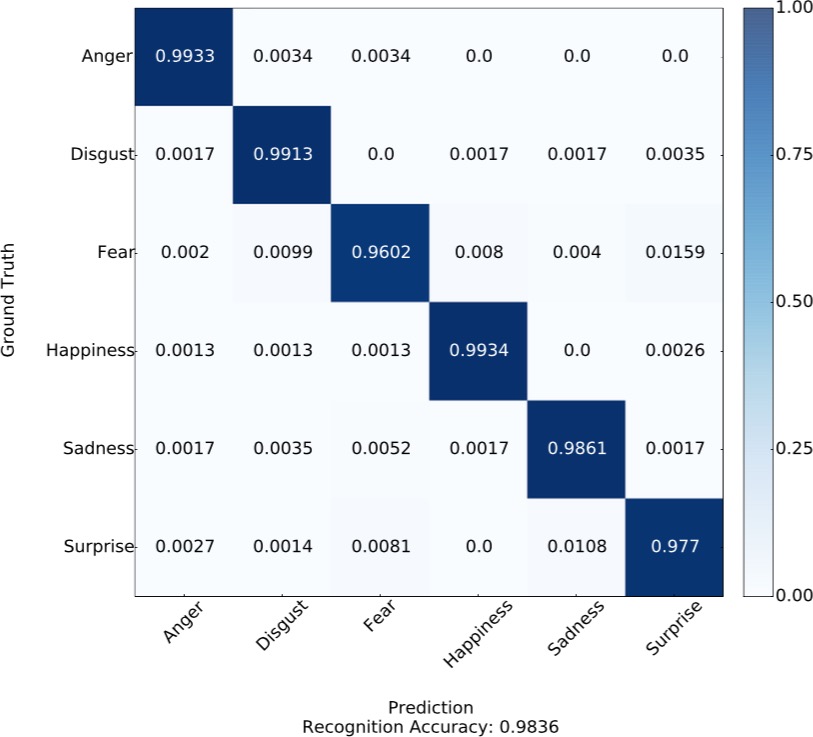 1.00
Anger 0.9933 0.0034 0.0034 0.0 0.0 0.0
Disgust 0.0017 0.9913 0.0 0.0017 0.0017 0.0035
0.75
Fear 0.002 0.0099 0.9602 0.008 0.004 0.0159
Ground Truth
0.50
Happiness 0.0013 0.0013 0.0013 0.9934 0.0 0.0026
Sadness 0.0017 0.0035 0.0052 0.0017 0.9861 0.0017
0.25
Surprise 0.0027 0.0014 0.0081 0.0 0.0108 0.977
0.00
Anger Disgust Fear Happiness Sadness Surprise
Prediction
Recognition Accuracy: 0.9836